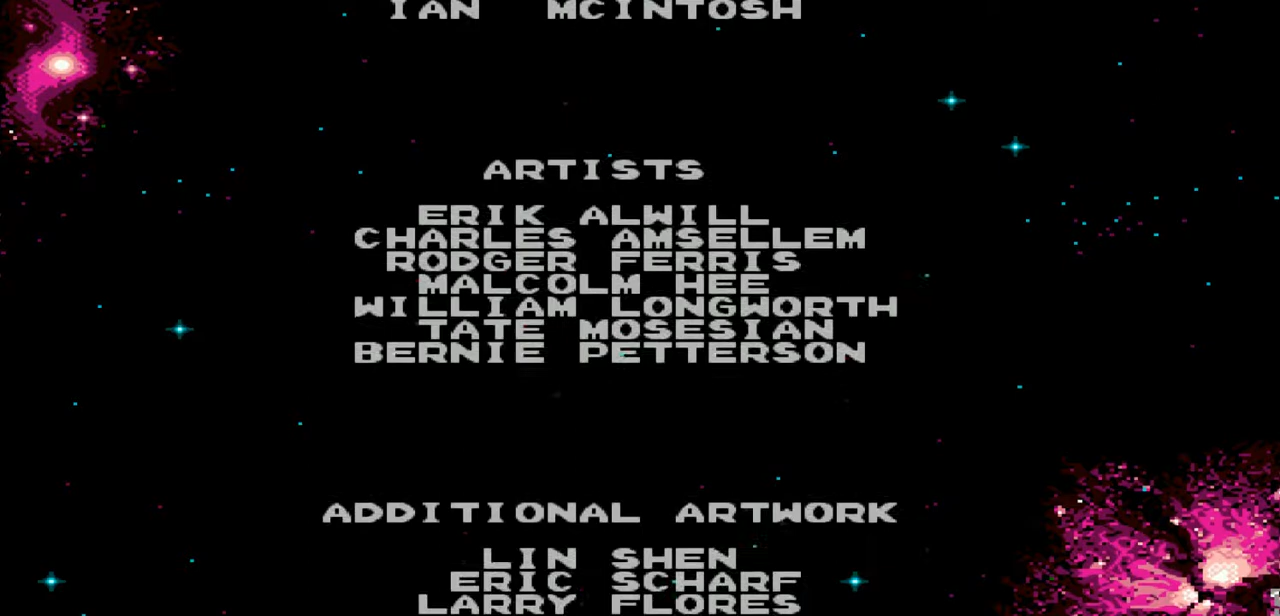 IAN MCINTOSH
ARTISTS
ERIK ALWILL
CHARLES AMSELLEM
RODGER FERRIS
MALCOLM HEE
WILLIAM LONGWORTH
TATE MOSESIAN
BERNIE PETTERSON
ADDITIONAL ARTWORK
LIN SHEN
ERIC SCHARF
LARRY FLORES